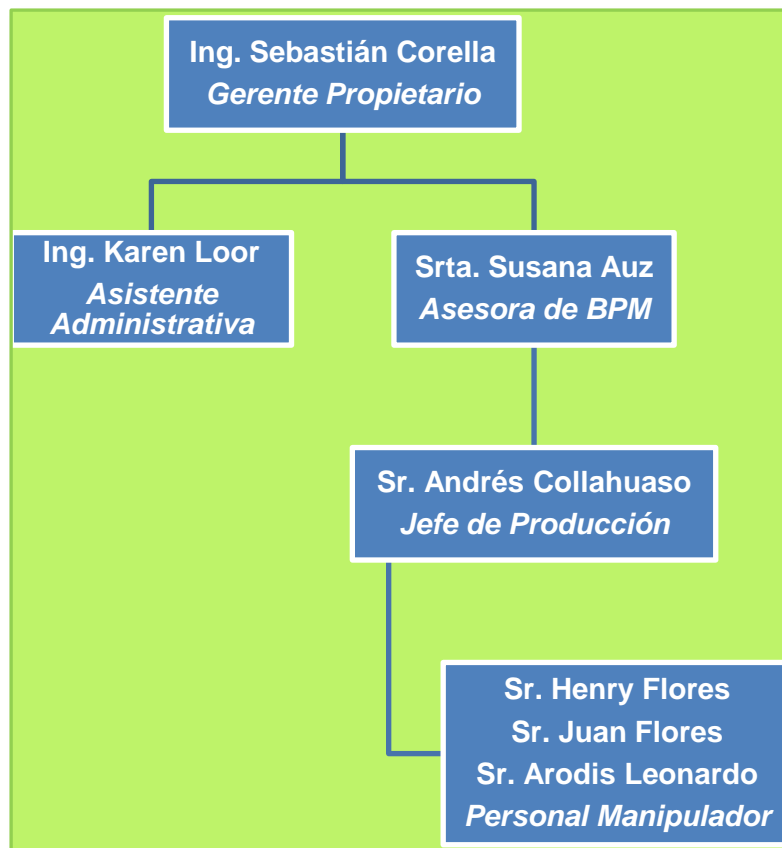 Ing. Sebastián Corella
Gerente Propietario
Ing. Karen Loor
Asistente
Administrativa
Srta. Susana Auz
Asesora de BPM
Sr. Andrés Collahuaso
Jefe de Producción
Sr. Henry Flores
Sr. Juan Flores
Sr. Arodis Leonardo
Personal Manipulador